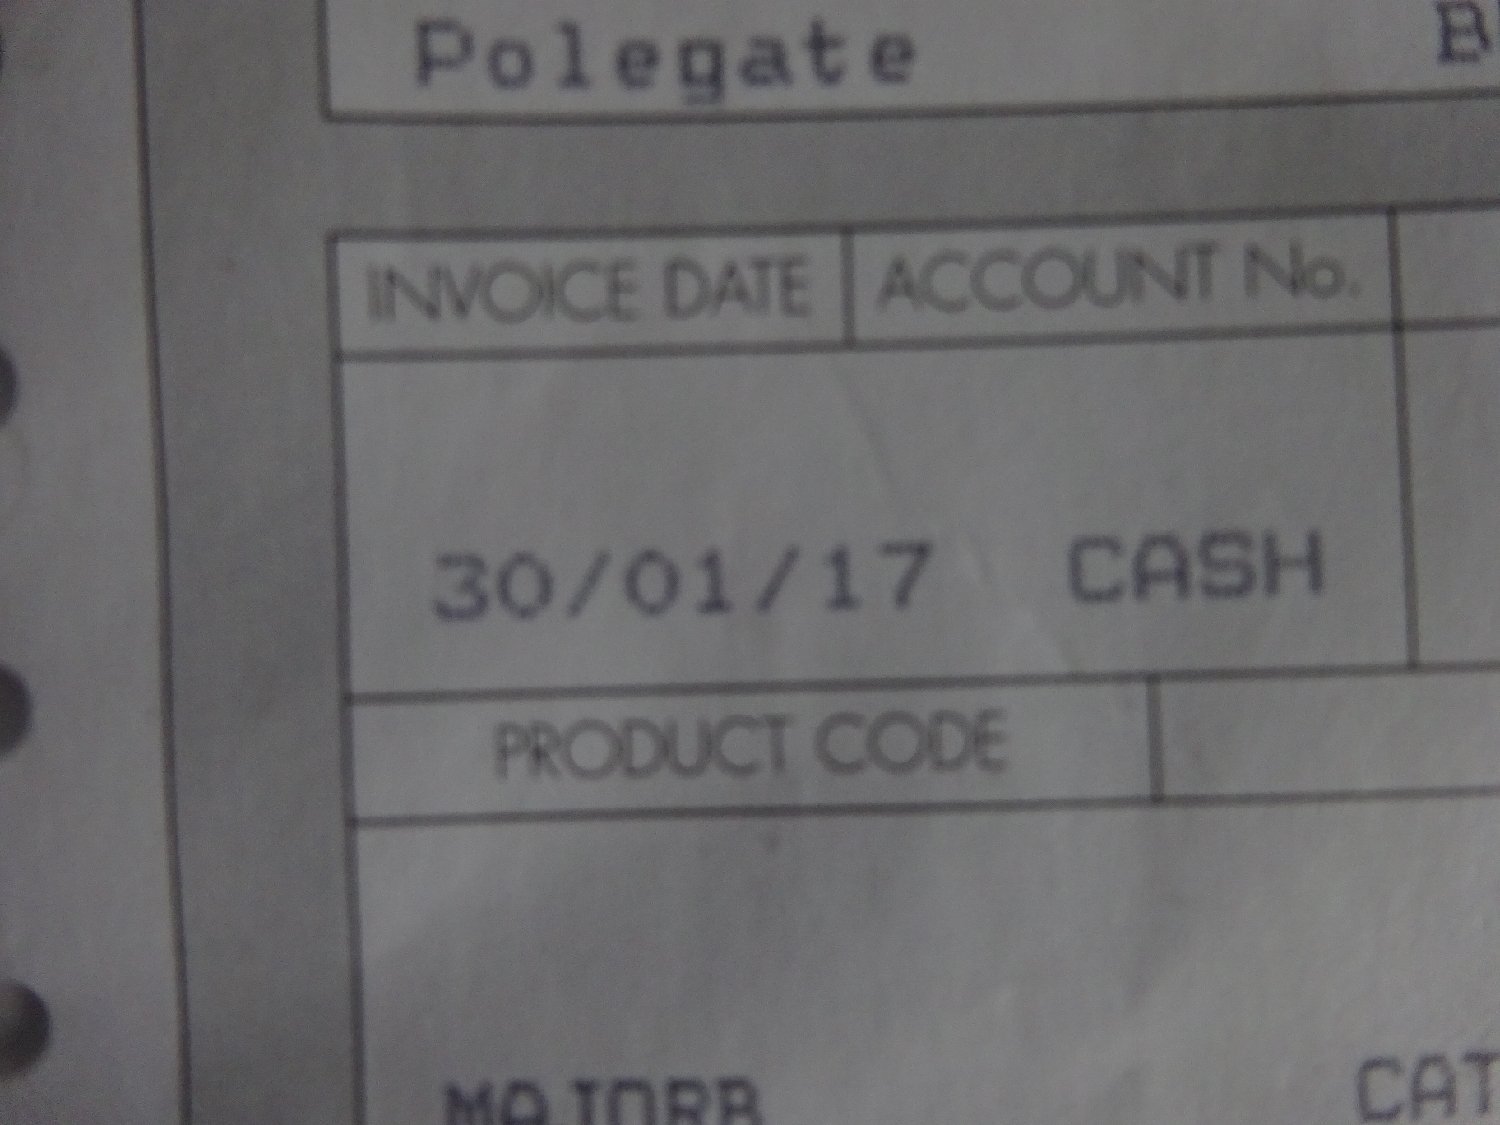 Polegate
INVOICE DATE ACCOUNT No.
30/01/17 CASH
PRODUCT CODE